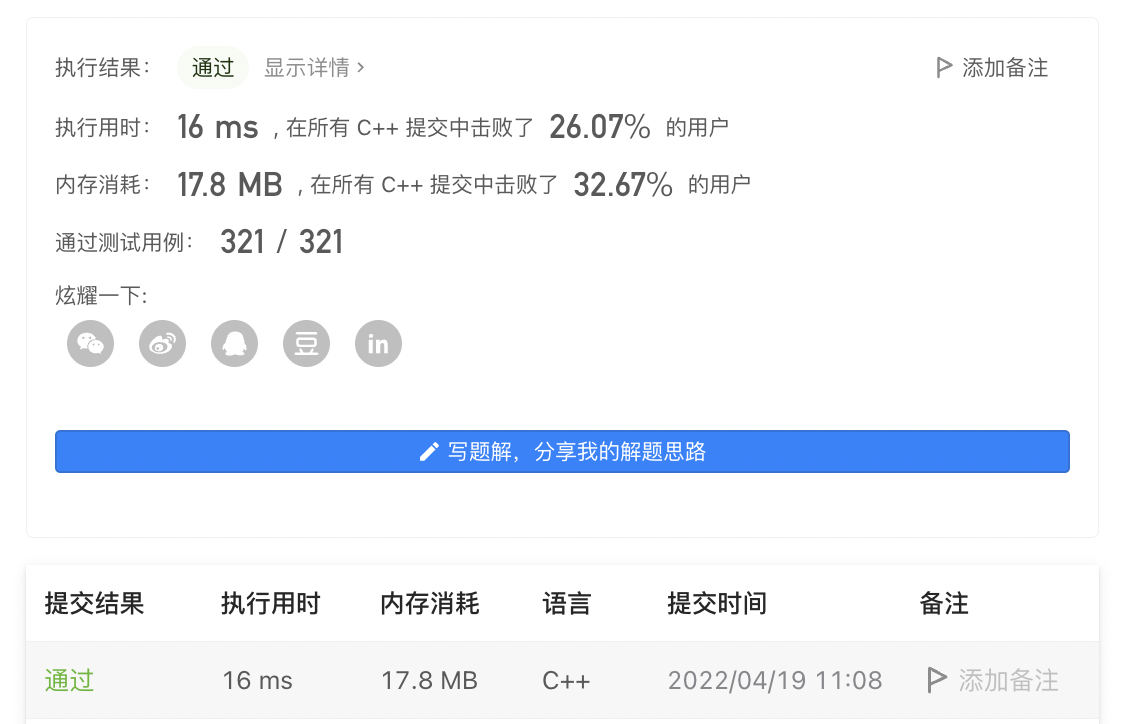 执行结果： 通过 显示详情 > 添加备注
执行用时： 16 ms , 在所有 C++ 提交中击败了 26.07% 的用户
内存消耗： 17.8 MB , 在所有 C++ 提交中击败了 32.67% 的用户
通过测试用例： 321 / 321
炫耀一下:
豆 in
写题解，分享我的解题思路
提交结果 执行用时 内存消耗 语言 提交时间 备注
通过 16 ms 17.8 MB C++ 2022/04/19 11:08 添加备注